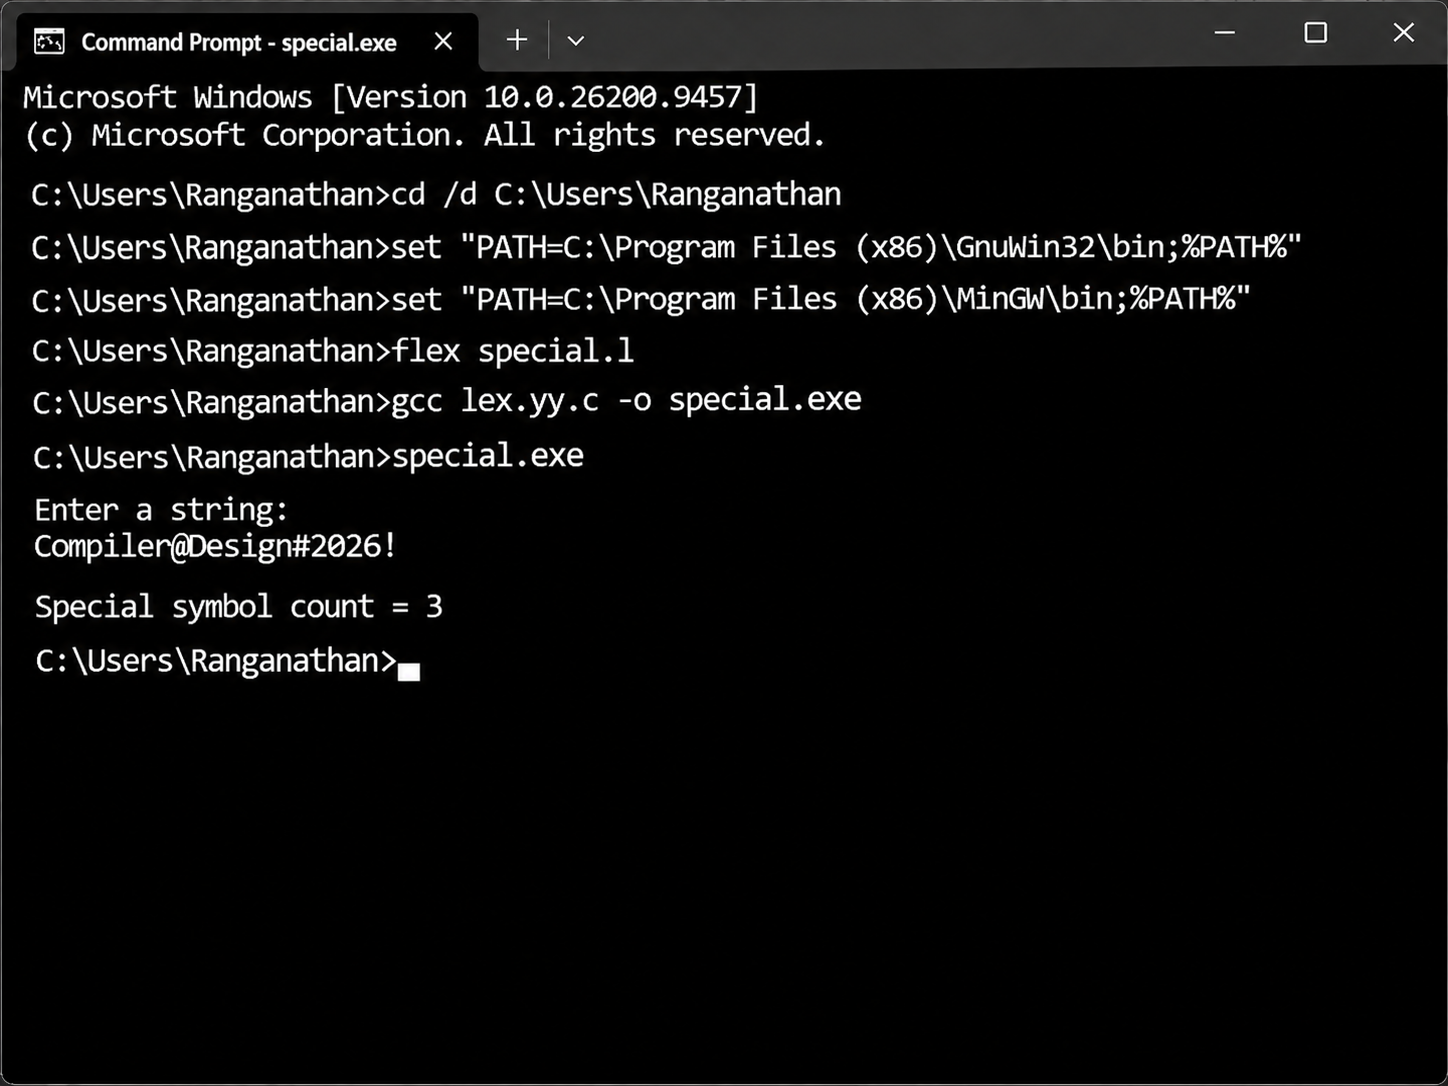 Command Prompt - special.exe
Microsoft Windows [Version 10.0.26200.9457]
(c) Microsoft Corporation. All rights reserved.
C:\Users\Ranganathan>cd /d C:\Users\Ranganathan
C:\Users\Ranganathan>set "PATH=C:\Program Files (x86)\GnuWin32\bin;%PATH%"
C:\Users\Ranganathan>set "PATH=C:\Program Files (x86)\MinGW\bin;%PATH%"
C:\Users\Ranganathan>flex special.l
C:\Users\Ranganathan>gcc lex.yy.c -o special.exe
C:\Users\Ranganathan>special.exe
Enter a string:
Compiler@Design#2026!
Special symbol count = 3
C:\Users\Ranganathan>